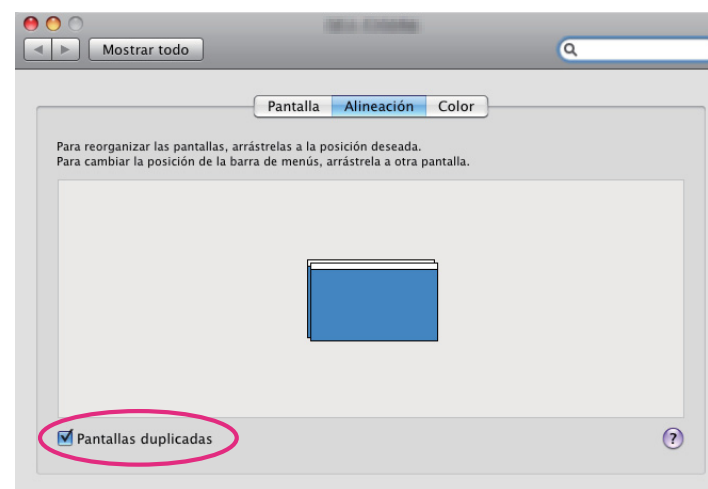 Mostrar todo
Pantalla Alineación Color
Para reorganizar las pantallas, arrástrelas a la posición deseada.
Para cambiar la posición de la barra de menús, arrástrela a otra pantalla.
Pantallas duplicadas
?